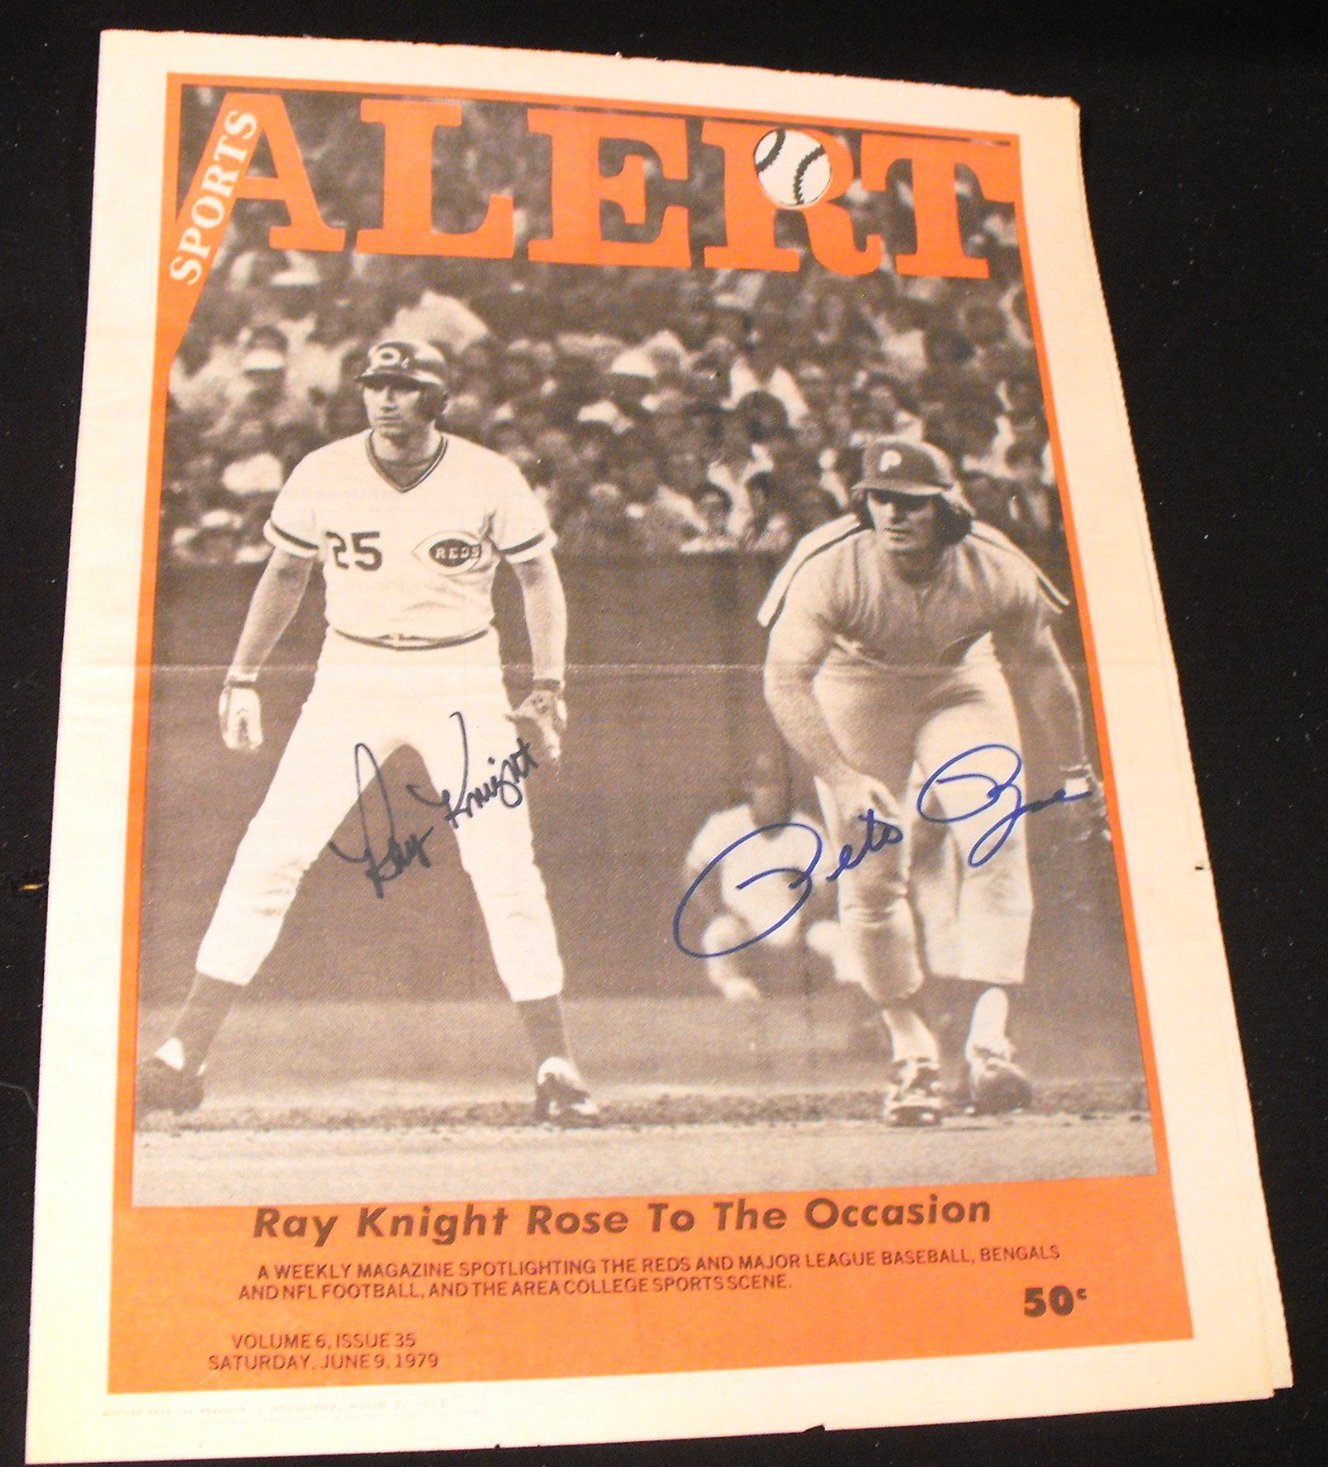 SPORTS
ALERT
C
P
25
REDS
Ray Knight
Pete Rose
Ray Knight Rose To The Occasion
A WEEKLY MAGAZINE SPOTLIGHTING THE REDS AND MAJOR LEAGUE BASEBALL, BENGALS
AND NFL FOOTBALL, AND THE AREA COLLEGE SPORTS SCENE.
50¢
VOLUME 6, ISSUE 35
SATURDAY, JUNE 9, 1979